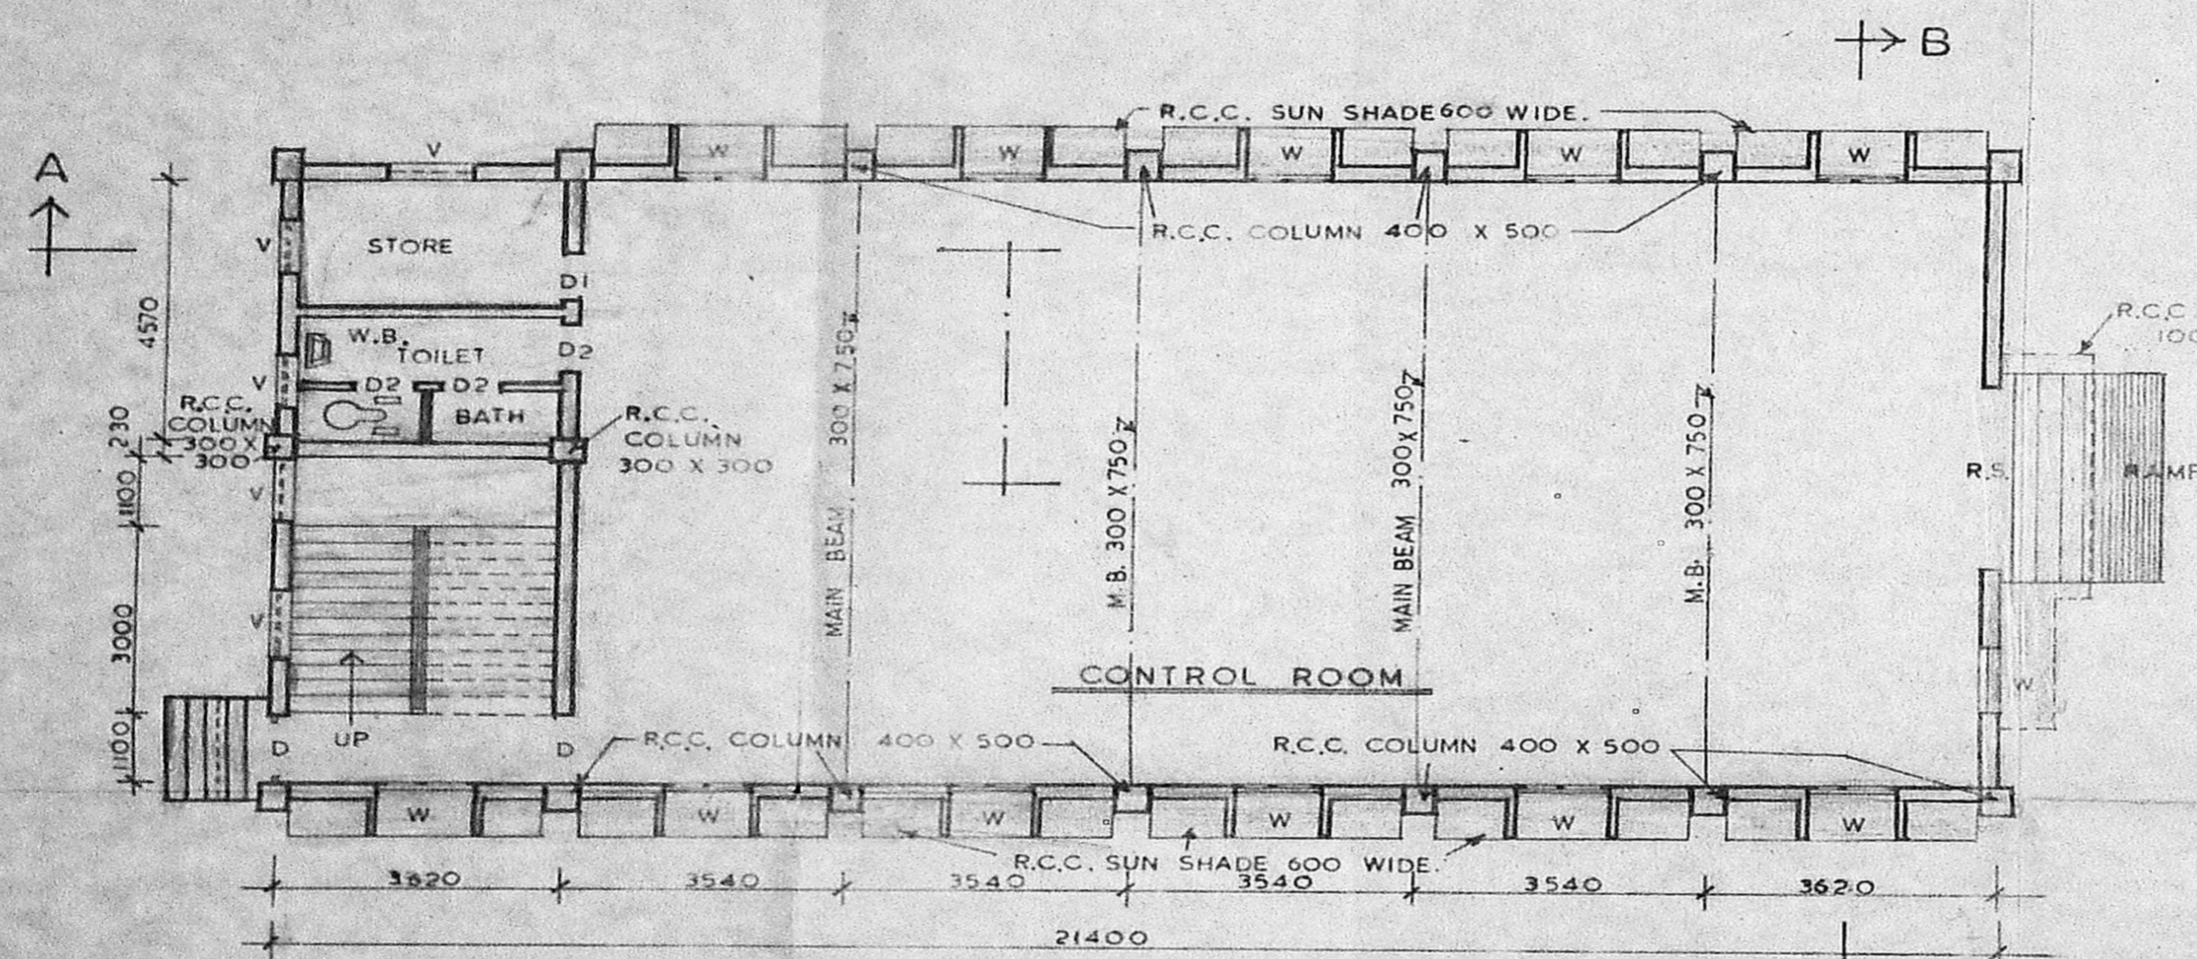 B
R.C.C. SUN SHADE 600 WIDE.
A
V
W W W W W
R.C.C. COLUMN 400 X 500
V
STORE
D1
4570
W.B.
TOILET
D2
V
D2 D2
BATH
R.C.C.
COLUMN
300 X
300
R.C.C.
COLUMN
300 X 300
230
1100
V
3000
V
1100
MAIN BEAM 300 X 750
M.B. 300 X 750
MAIN BEAM 300 X 750
M.B. 300 X 750
R.C.C
R.S.
RAMP
CONTROL ROOM
W
D
UP
D
R.C.C. COLUMN 400 X 500
R.C.C. COLUMN 400 X 500
W W W W W W
R.C.C. SUN SHADE 600 WIDE.
3540 3540 3540 3540 3620
21400